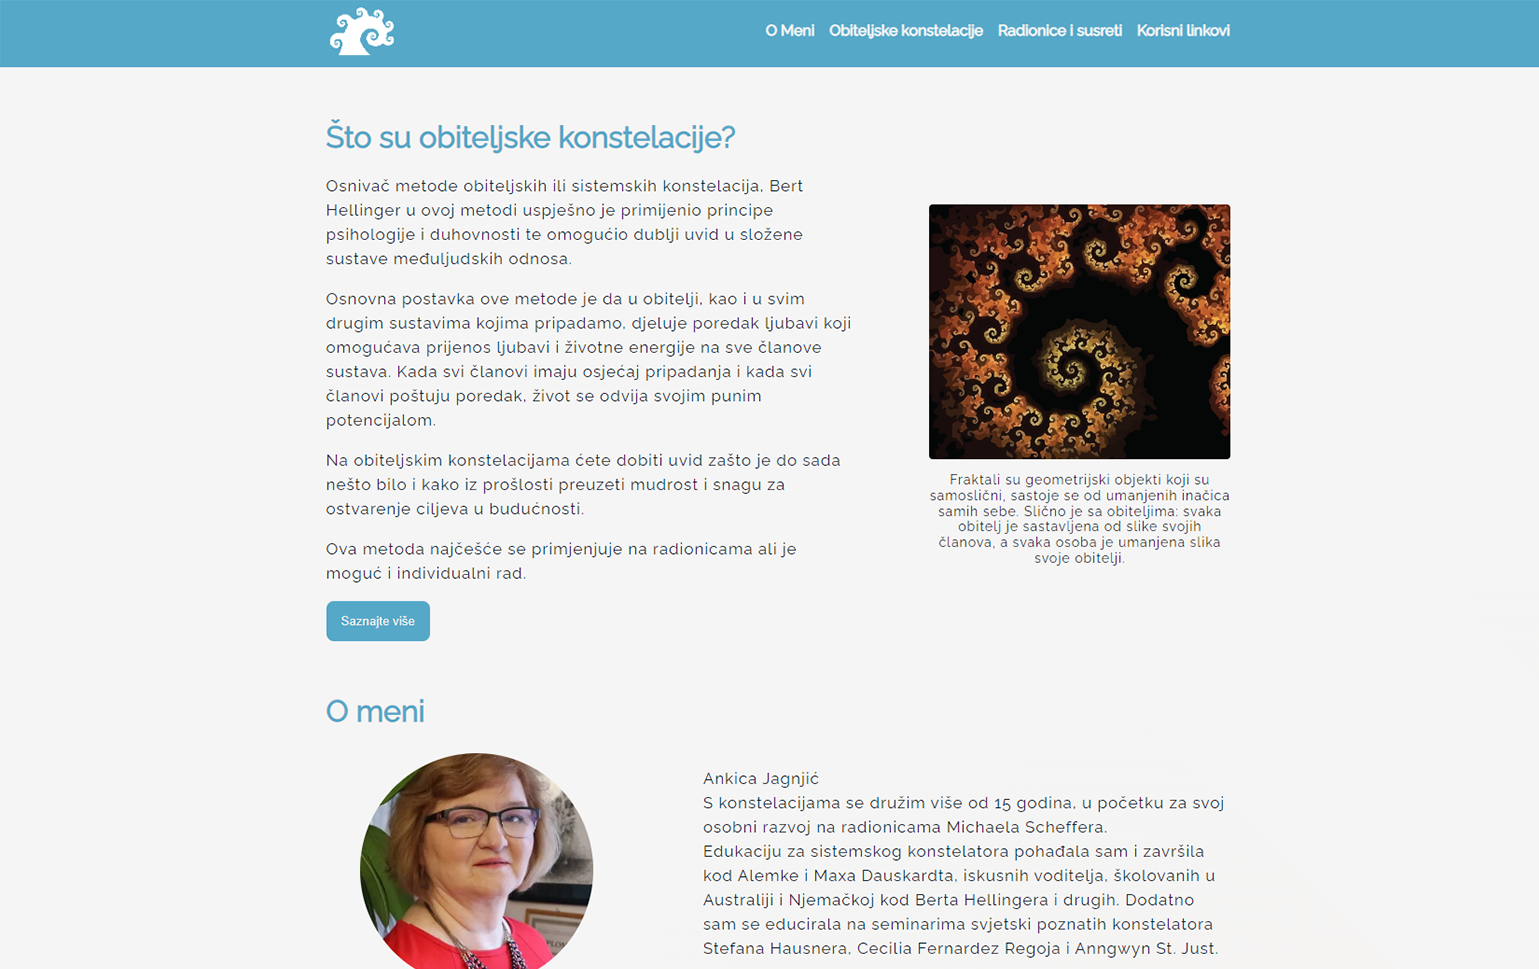 O Meni Obiteljske konstelacije Radionice i susreti Korisni linkovi
Što su obiteljske konstelacije?
Osnivač metode obiteljskih ili sistemskih konstelacija, Bert
Hellinger u ovoj metodi uspješno je primijenio principe
psihologije i duhovnosti te omogućio dublji uvid u složene
sustave međuljudskih odnosa.
Osnovna postavka ove metode je da u obitelji, kao i u svim
drugim sustavima kojima pripadamo, djeluje poredak ljubavi koji
omogućava prijenos ljubavi i životne energije na sve članove
sustava. Kada svi članovi imaju osjećaj pripadanja i kada svi
članovi poštuju poredak, život se odvija svojim punim
potencijalom.
Na obiteljskim konstelacijama ćete dobiti uvid zašto je do sada
nešto bilo i kako iz prošlosti preuzeti mudrost i snagu za
ostvarenje ciljeva u budućnosti.
Ova metoda najčešće se primjenjuje na radionicama ali je
moguć i individualni rad.
Saznajte više
Fraktali su geometrijski objekti koji su
samoslični, sastoje se od umanjenih inačica
samih sebe. Slično je sa obiteljima: svaka
obitelj je sastavljena od slike svojih
članova, a svaka osoba je umanjena slika
svoje obitelji.
O meni
Ankica Jagnjić
S konstelacijama se družim više od 15 godina, u početku za svoj
osobni razvoj na radionicama Michaela Scheffera.
Edukaciju za sistemskog konstelatora pohađala sam i završila
kod Alemke i Maxa Dauskardta, iskusnih voditelja, školovanih u
Australiji i Njemačkoj kod Berta Hellingera i drugih. Dodatno
sam se educirala na seminarima svjetski poznatih konstelatora
Stefana Hausnera, Cecilia Fernardez Regoja i Anngwyn St. Just.